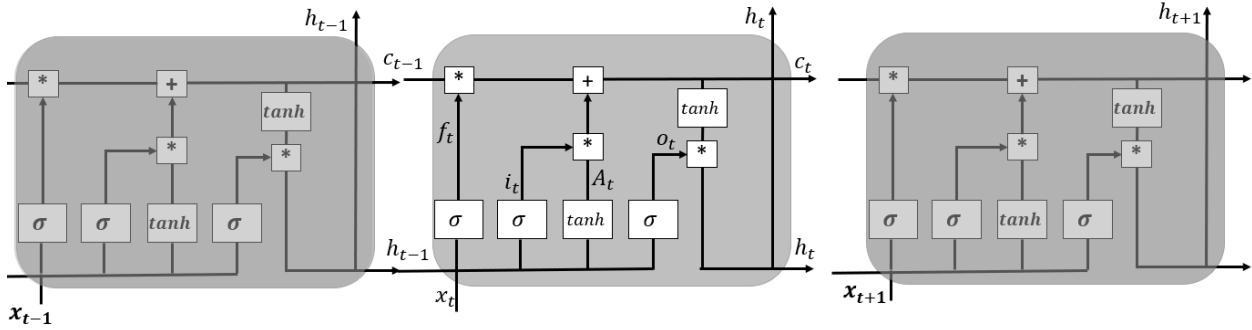 h_{t-1} h_t h_{t+1}
c_{t-1} c_t
* + * + * +
tanh tanh tanh
f_t o_t
* * * * * *
i_t A_t
σ σ tanh σ σ σ tanh σ σ σ tanh σ
h_{t-1} h_t
x_{t-1} x_t x_{t+1}